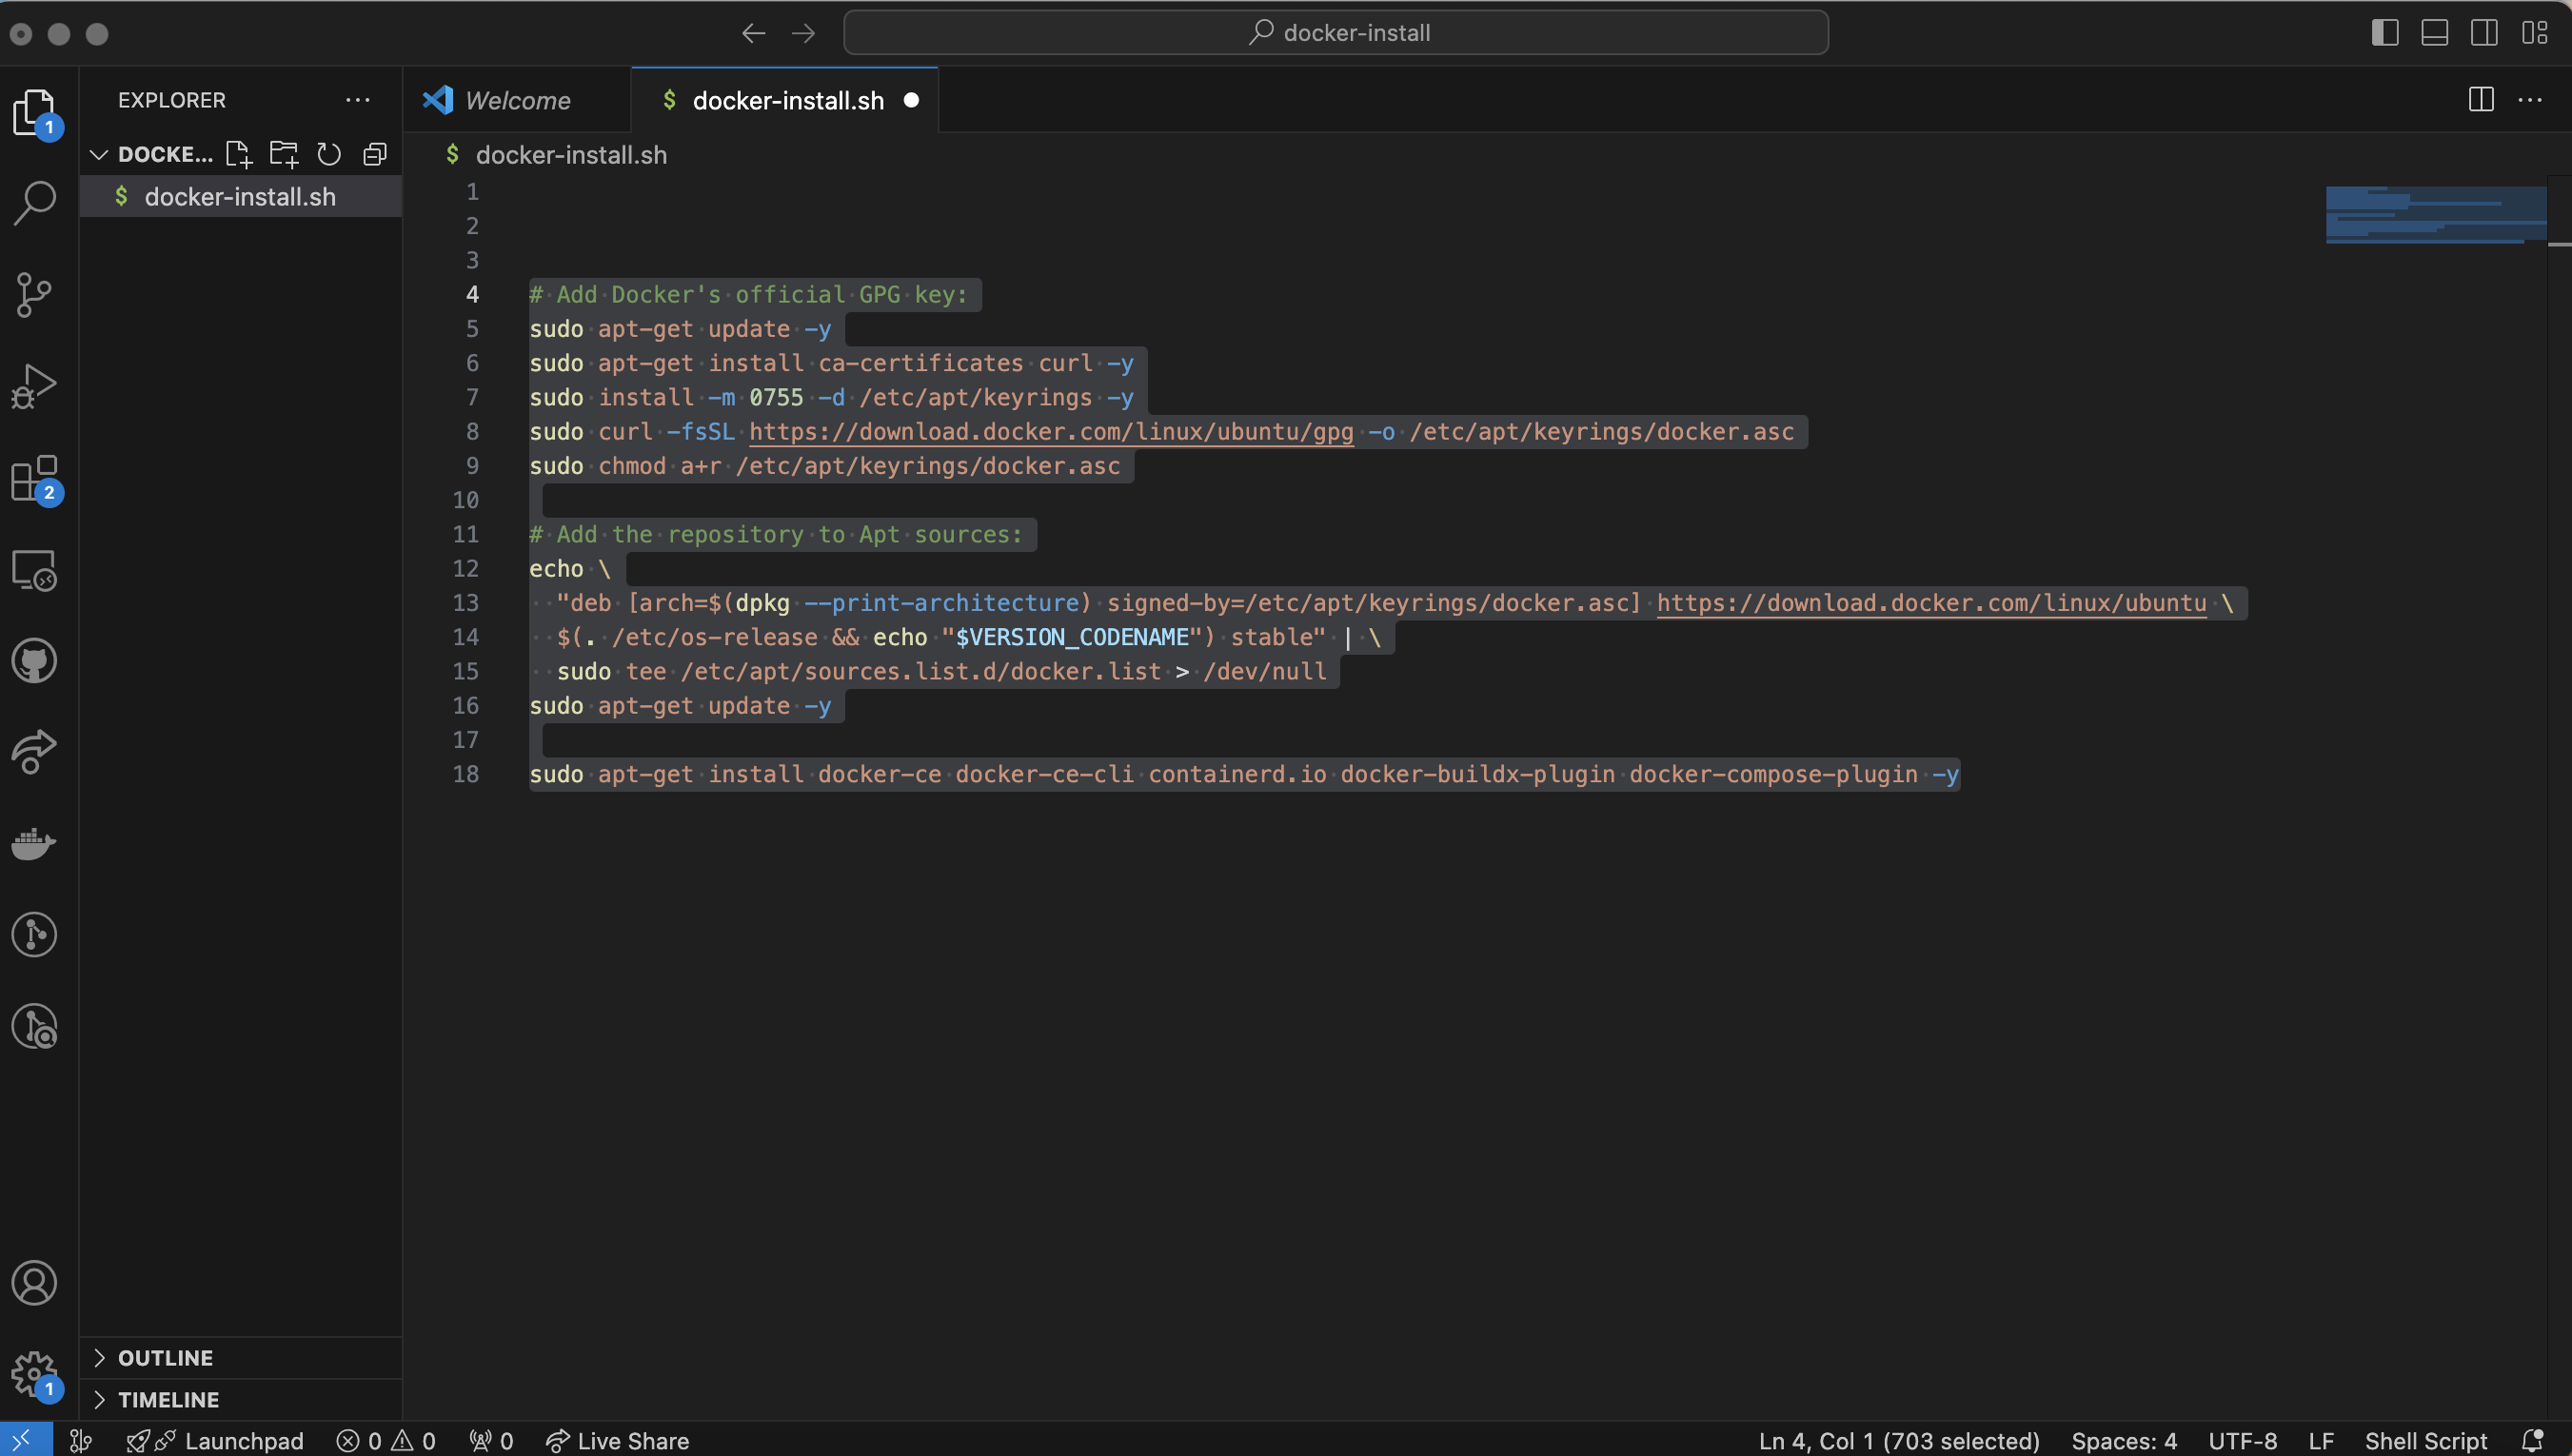 docker-install
EXPLORER
Welcome
$ docker-install.sh
DOCKE...
$ docker-install.sh
$ docker-install.sh
1
2
3
4 # Add Docker's official GPG key:
5 sudo apt-get update -y
6 sudo apt-get install ca-certificates curl -y
7 sudo install -m 0755 -d /etc/apt/keyrings -y
8 sudo curl -fsSL https://download.docker.com/linux/ubuntu/gpg -o /etc/apt/keyrings/docker.asc
9 sudo chmod a+r /etc/apt/keyrings/docker.asc
10
11 # Add the repository to Apt sources:
12 echo \
13   "deb [arch=$(dpkg --print-architecture) signed-by=/etc/apt/keyrings/docker.asc] https://download.docker.com/linux/ubuntu \
14   $(. /etc/os-release && echo "$VERSION_CODENAME") stable" | \
15   sudo tee /etc/apt/sources.list.d/docker.list > /dev/null
16 sudo apt-get update -y
17
18 sudo apt-get install docker-ce docker-ce-cli containerd.io docker-buildx-plugin docker-compose-plugin -y
1
2
OUTLINE
1
TIMELINE
Launchpad 0 0 0 Live Share Ln 4, Col 1 (703 selected) Spaces: 4 UTF-8 LF Shell Script